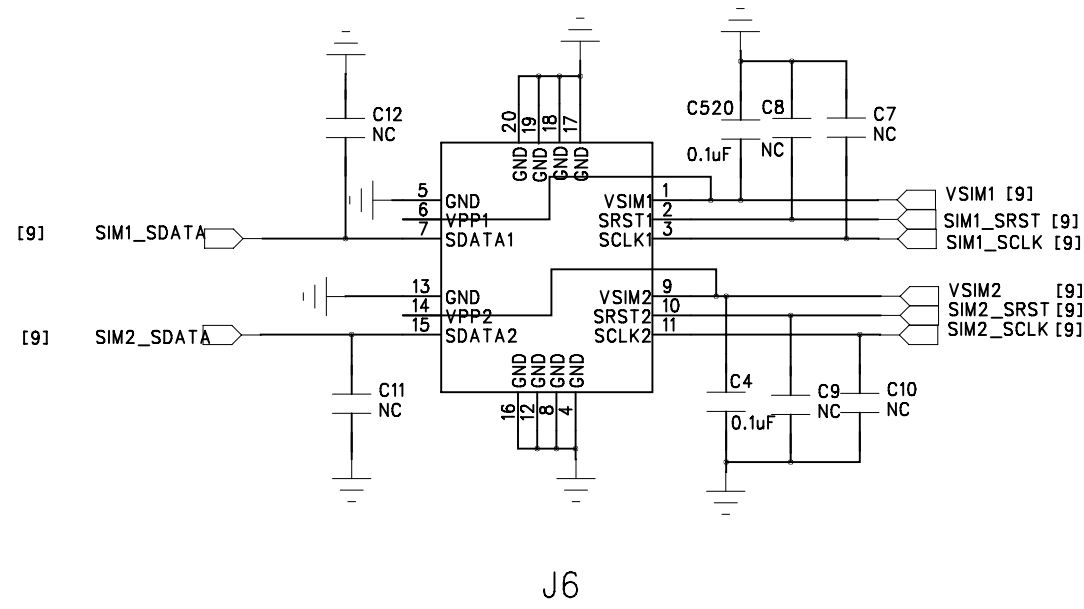 C12
NC
20
19
18
17
GND
GND
GND
GND
C520
0.1uF
C8
NC
C7
NC
5
GND
6
VPP1
7
SDATA1
[9] SIM1_SDATA
VSIM1
1
VSIM1 [9]
SRST1
2
SIM1_SRST [9]
SCLK1
3
SIM1_SCLK [9]
13
GND
14
VPP2
15
SDATA2
[9] SIM2_SDATA
VSIM2
9
VSIM2 [9]
SRST2
10
SIM2_SRST [9]
SCLK2
11
SIM2_SCLK [9]
GND
GND
GND
GND
16
12
8
4
C11
NC
C4
0.1uF
C9
NC
C10
NC
J6